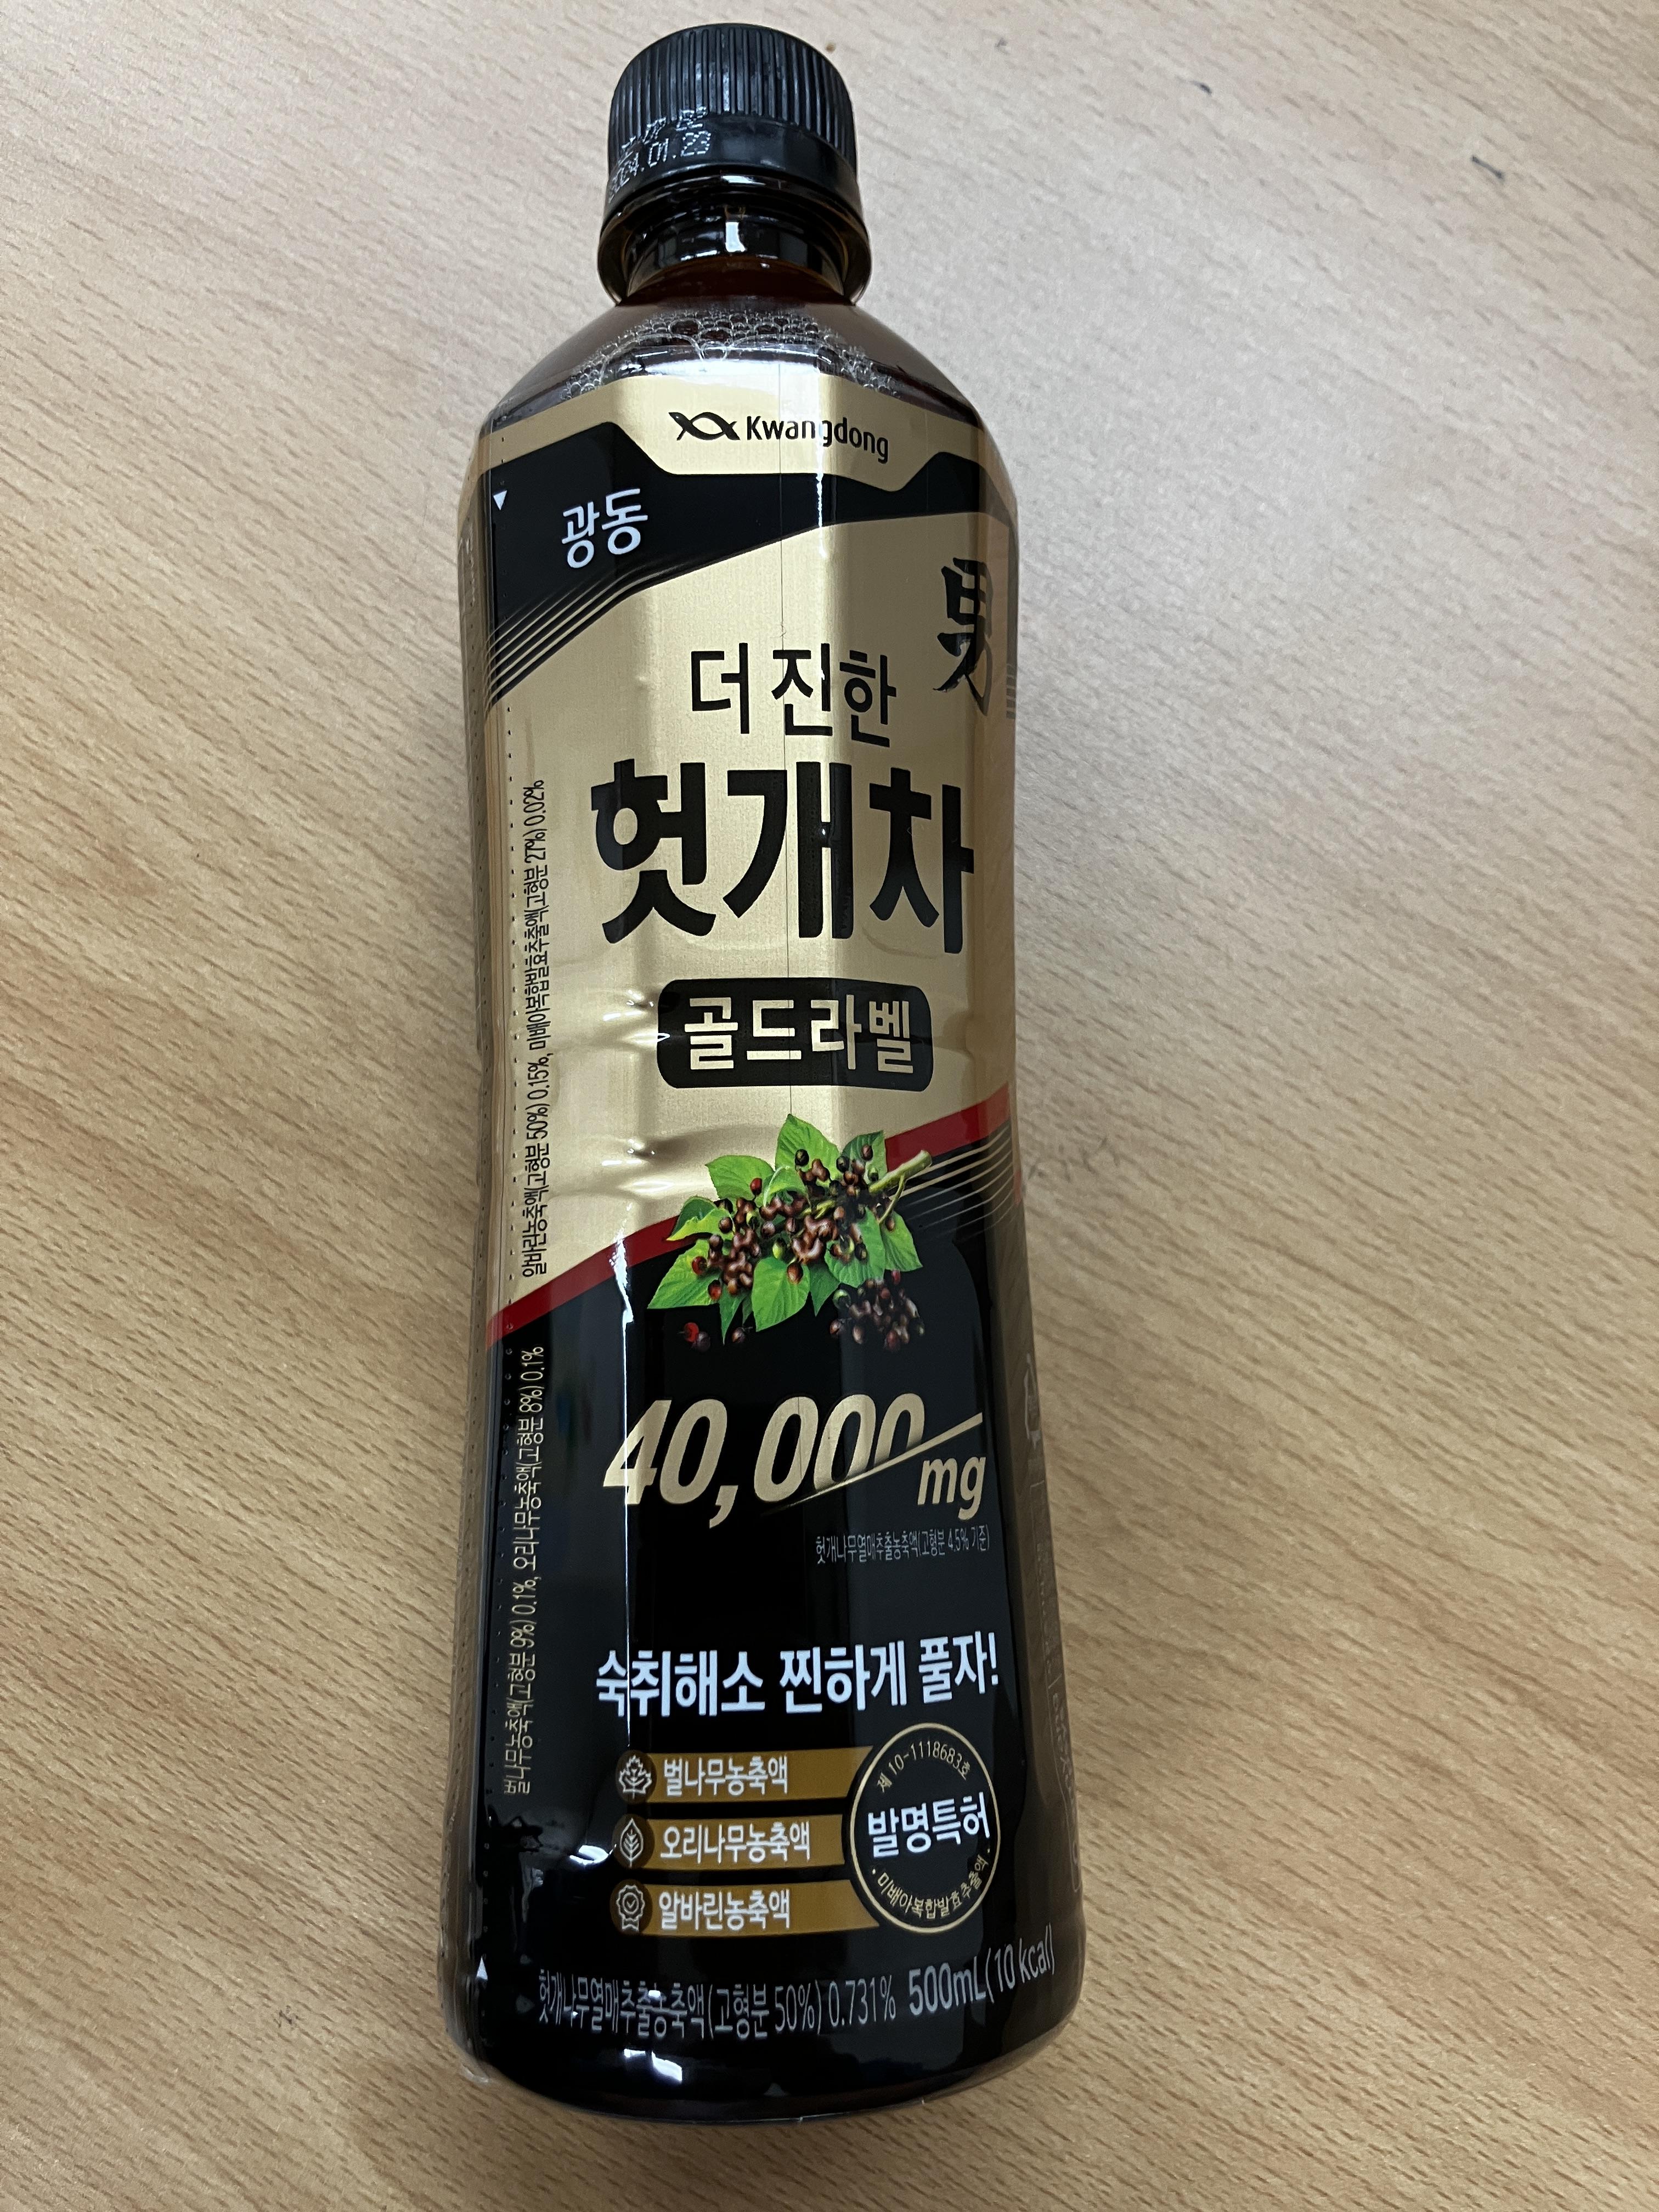 2024.01.23
Kwangdong
광동
男
더 진한
헛개차
골드라벨
알바린농축액(고형분 50%) 0.15%, 미배아복합발효추출액(고형분 27%) 0.02%
벌나무농축액(고형분 9%) 0.1%, 오리나무농축액(고형분 8%) 0.1%
40,000mg
헛개나무열매추출농축액(고형분 4.5% 기준)
숙취해소 찐하게 풀자!
벌나무농축액
오리나무농축액
알바린농축액
제 10-1118683호
발명특허
·미배아복합발효추출액·
헛개나무열매추출농축액(고형분 50%) 0.731% 500mL(10 kcal)